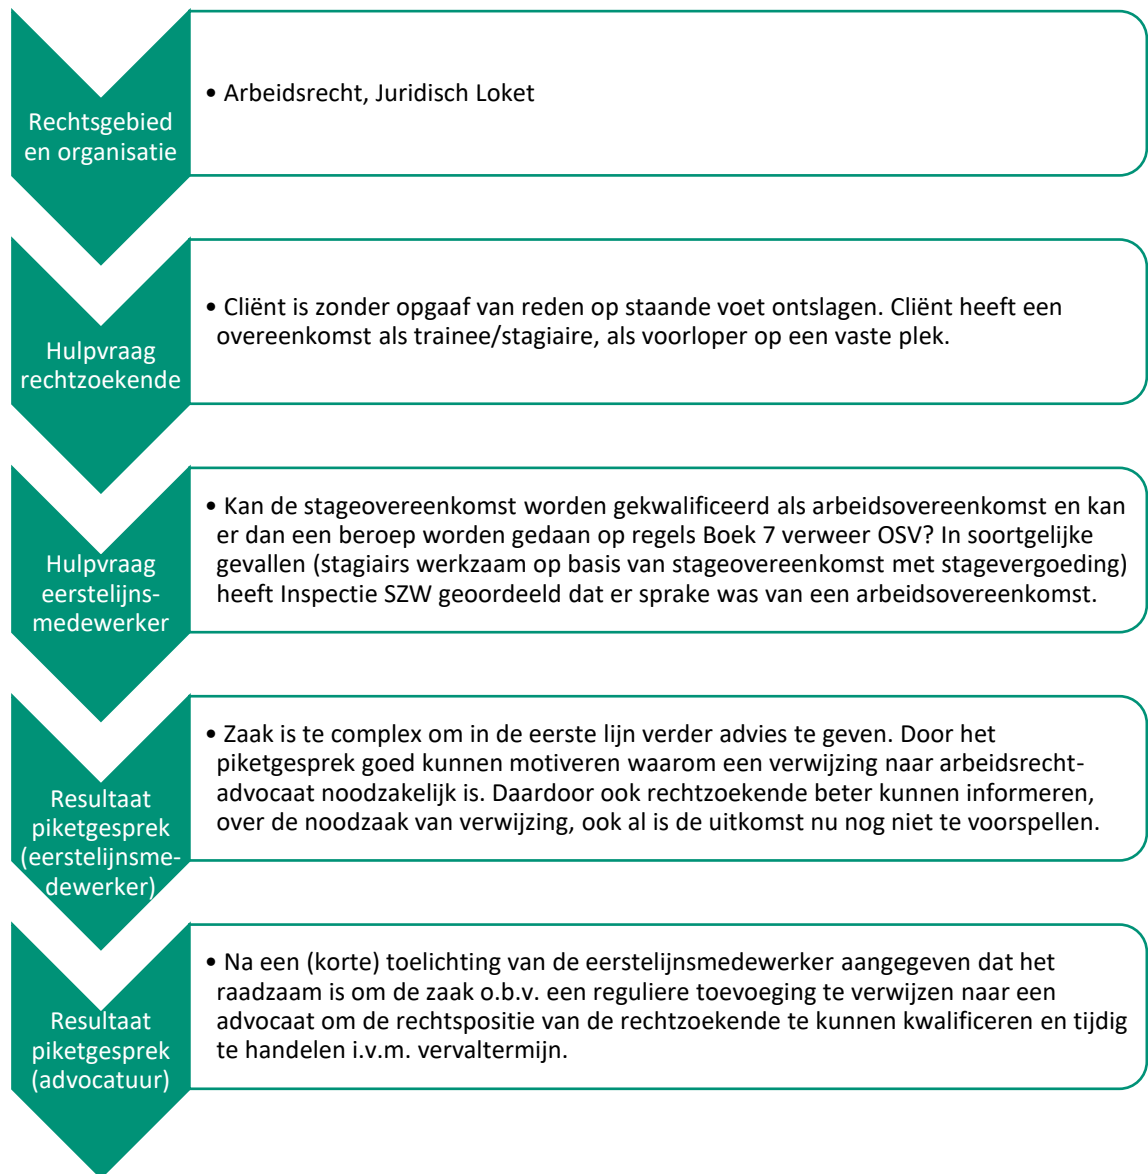 Rechtsgebied
en organisatie
• Arbeidsrecht, Juridisch Loket
Hulpvraag
rechtzoekende
• Cliënt is zonder opgaaf van reden op staande voet ontslagen. Cliënt heeft een
overeenkomst als trainee/stagiaire, als voorloper op een vaste plek.
Hulpvraag
eerstelijns-
medewerker
• Kan de stageovereenkomst worden gekwalificeerd als arbeidsovereenkomst en kan
er dan een beroep worden gedaan op regels Boek 7 verweer OSV? In soortgelijke
gevallen (stagiairs werkzaam op basis van stageovereenkomst met stagevergoeding)
heeft Inspectie SZW geoordeeld dat er sprake was van een arbeidsovereenkomst.
Resultaat
piketgesprek
(eerstelijnsme-
dewerker)
• Zaak is te complex om in de eerste lijn verder advies te geven. Door het
piketgesprek goed kunnen motiveren waarom een verwijzing naar arbeidsrecht-
advocaat noodzakelijk is. Daardoor ook rechtzoekende beter kunnen informeren,
over de noodzaak van verwijzing, ook al is de uitkomst nu nog niet te voorspellen.
Resultaat
piketgesprek
(advocatuur)
• Na een (korte) toelichting van de eerstelijnsmedewerker aangegeven dat het
raadzaam is om de zaak o.b.v. een reguliere toevoeging te verwijzen naar een
advocaat om de rechtspositie van de rechtzoekende te kunnen kwalificeren en tijdig
te handelen i.v.m. vervaltermijn.